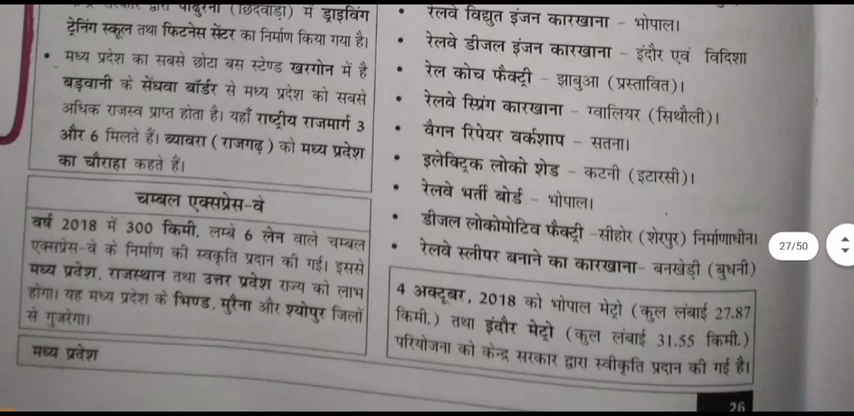 द्वारा पांढुरना (छिंदवाड़ा) में ड्राइविंग
ट्रेनिंग स्कूल तथा फिटनेस सेंटर का निर्माण किया गया है।
• मध्य प्रदेश का सबसे छोटा बस स्टेण्ड खरगोन में है
बड़वानी के सेंधवा बॉर्डर से मध्य प्रदेश को सबसे
अधिक राजस्व प्राप्त होता है। यहाँ राष्ट्रीय राजमार्ग 3
और 6 मिलते हैं। ब्यावरा (राजगढ़) को मध्य प्रदेश
का चौराहा कहते हैं।
चम्बल एक्सप्रेस-वे
वर्ष 2018 में 300 किमी. लम्बे 6 लेन वाले चम्बल
एक्सप्रेस-वे के निर्माण की स्वकृति प्रदान की गई। इससे
मध्य प्रदेश, राजस्थान तथा उत्तर प्रदेश राज्य को लाभ
होगा। यह मध्य प्रदेश के भिण्ड, मुरैना और श्योपुर जिलों
से गुजरेगा।
मध्य प्रदेश
• रेलवे विद्युत इंजन कारखाना – भोपाल।
• रेलवे डीजल इंजन कारखाना – इंदौर एवं विदिशा
• रेल कोच फैक्ट्री – झाबुआ (प्रस्तावित)।
• रेलवे स्प्रिंग कारखाना – ग्वालियर (सिथौली)।
• वैगन रिपेयर वर्कशाप – सतना।
• इलेक्ट्रिक लोको शेड – कटनी (इटारसी)।
• रेलवे भर्ती बोर्ड – भोपाल।
• डीजल लोकोमोटिव फैक्ट्री –सीहोर (शेरपुर) निर्माणाधीन।
• रेलवे स्लीपर बनाने का कारखाना– बनखेड़ी (बुधनी)
4 अक्टूबर, 2018 को भोपाल मेट्रो (कुल लंबाई 27.87
किमी.) तथा इंदौर मेट्रो (कुल लंबाई 31.55 किमी.)
परियोजना को केन्द्र सरकार द्वारा स्वीकृति प्रदान की गई है।
26
27/50